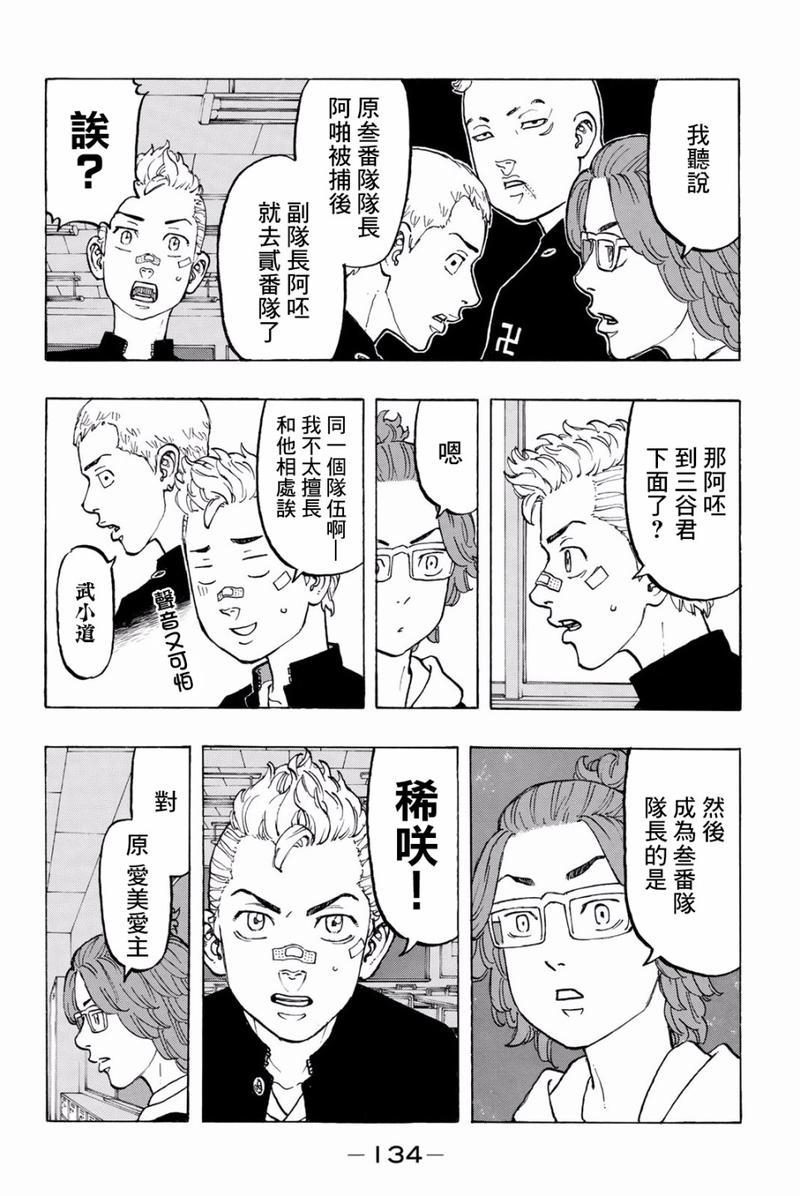 我聽說
原叁番隊隊長
阿啪被捕後
副隊長阿呸
就去貳番隊了
誒？
卍
那阿呸
到三谷君
下面了？
嗯
同一個隊伍啊—
我不太擅長
和他相處誒
聲音又可怕
武小道
然後
成為叁番隊
隊長的是
稀咲！
對
原 愛美愛主
—134—